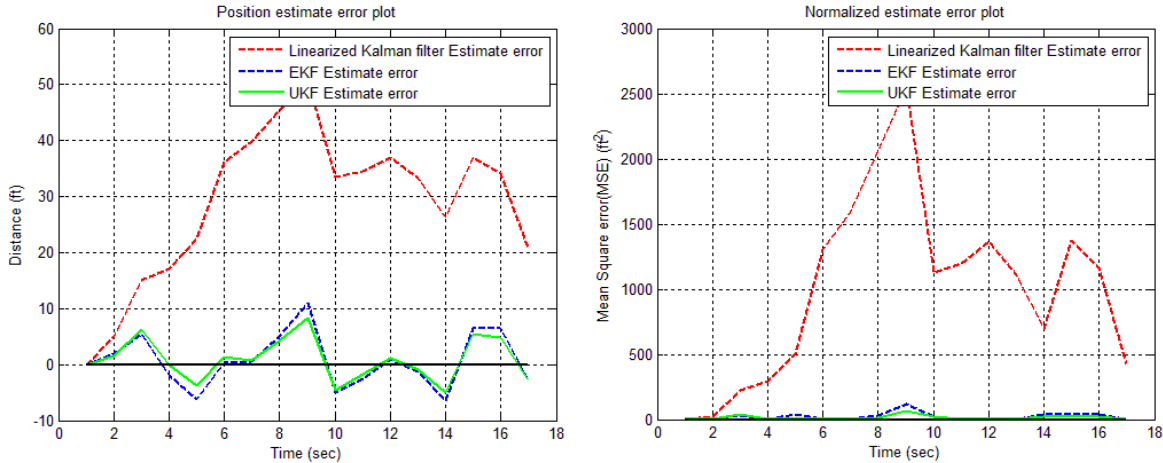 Position estimate error plot
60
50
40
30
20
10
0
-10
Distance (ft)
Linearized Kalman filter Estimate error
EKF Estimate error
UKF Estimate error
0 2 4 6 8 10 12 14 16 18
Time (sec)
Normalized estimate error plot
3000
2500
2000
1500
1000
500
0
Mean Square error(MSE) (ft²)
Linearized Kalman filter Estimate error
EKF Estimate error
UKF Estimate error
0 2 4 6 8 10 12 14 16 18
Time (sec)